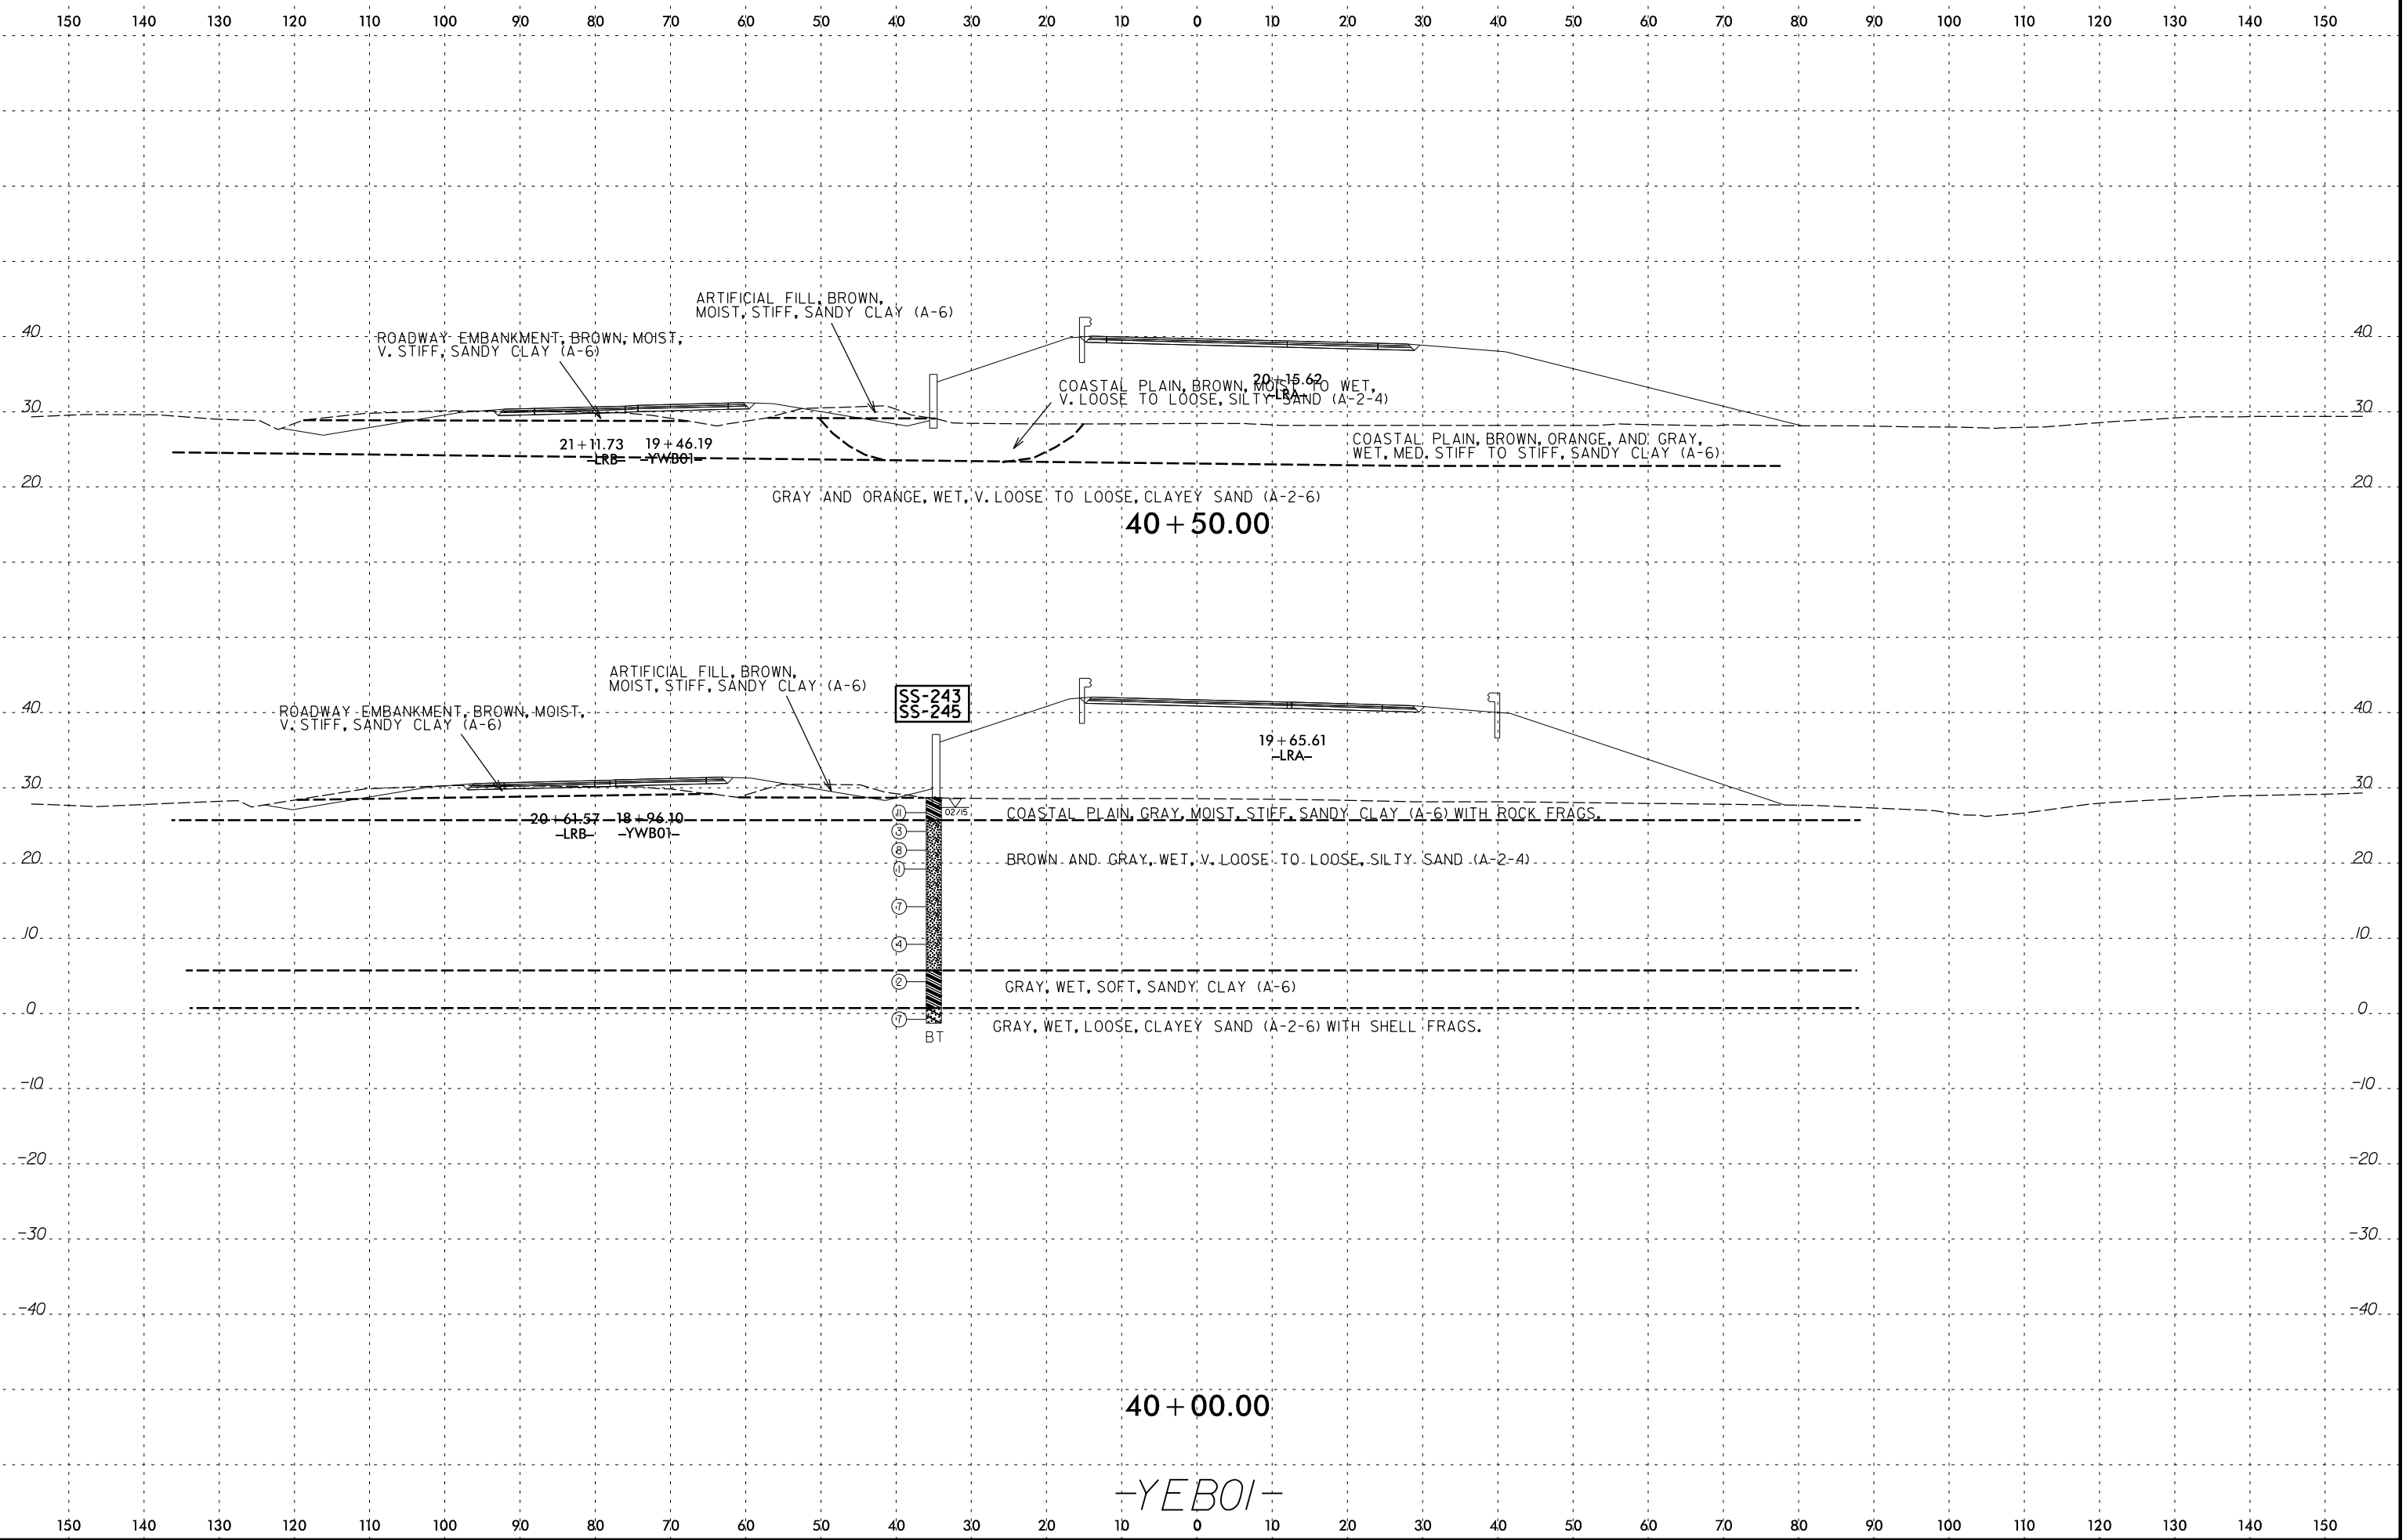 150 140 130 120 110 100 90 80 70 60 50 40 30 20 10 0 10 20 30 40 50 60 70 80 90 100 110 120 130 140 150
ARTIFICIAL FILL, BROWN,
MOIST, STIFF, SANDY CLAY (A-6)
ROADWAY EMBANKMENT, BROWN, MOIST,
V. STIFF, SANDY CLAY (A-6)
40 40
20+15.62
-LRA-
COASTAL PLAIN, BROWN, MOIST TO WET,
V. LOOSE TO LOOSE, SILTY SAND (A-2-4)
30 30
21+11.73 19+46.19
-LRB- -YWB01-
COASTAL PLAIN, BROWN, ORANGE, AND GRAY,
WET, MED. STIFF TO STIFF, SANDY CLAY (A-6)
20 20
GRAY AND ORANGE, WET, V. LOOSE TO LOOSE, CLAYEY SAND (A-2-6)
40+50.00
ARTIFICIAL FILL, BROWN,
MOIST, STIFF, SANDY CLAY (A-6)
SS-243
SS-245
ROADWAY EMBANKMENT, BROWN, MOIST,
V. STIFF, SANDY CLAY (A-6)
40 40
19+65.61
-LRA-
30 30
20+61.57 18+96.10
-LRB- -YWB01-
11
02/15
COASTAL PLAIN, GRAY, MOIST, STIFF, SANDY CLAY (A-6) WITH ROCK FRAGS.
3
8
20 20
BROWN AND GRAY, WET, V. LOOSE TO LOOSE, SILTY SAND (A-2-4)
1
7
10 10
4
2
GRAY, WET, SOFT, SANDY CLAY (A-6)
0 0
7
GRAY, WET, LOOSE, CLAYEY SAND (A-2-6) WITH SHELL FRAGS.
BT
-10 -10
-20 -20
-30 -30
-40 -40
40+00.00
-YEB01-
150 140 130 120 110 100 90 80 70 60 50 40 30 20 10 0 10 20 30 40 50 60 70 80 90 100 110 120 130 140 150